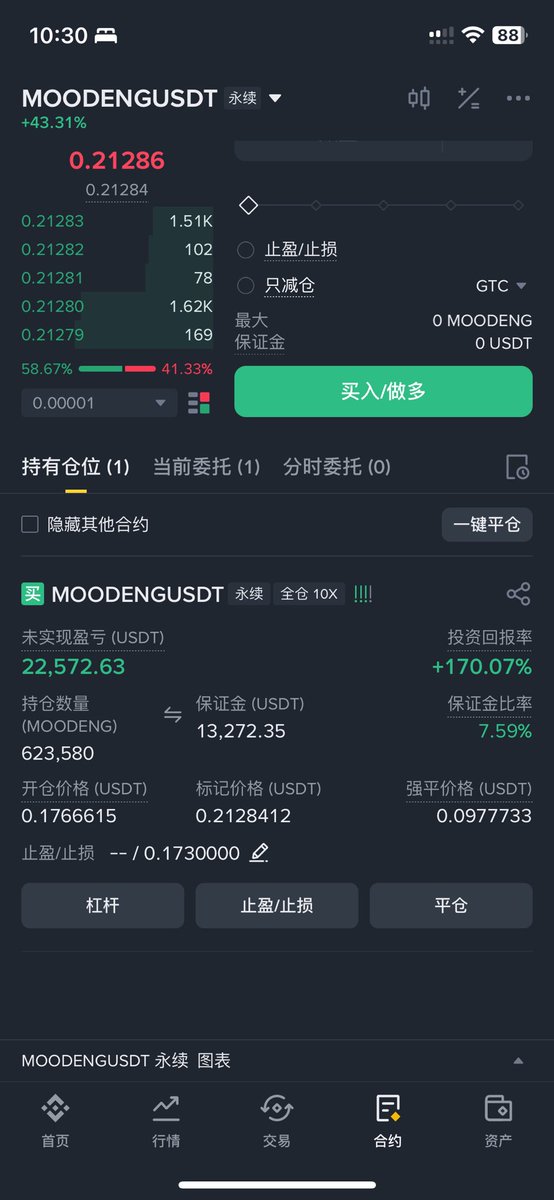 10:30
88
MOODENGUSDT 永续
+43.31%
0.21286
0.21284
0.21283 1.51K
0.21282 102
0.21281 78
0.21280 1.62K
0.21279 169
58.67% 41.33%
0.00001
止盈/止损
只减仓 GTC
最大 0 MOODENG
保证金 0 USDT
买入/做多
持有仓位 (1) 当前委托 (1) 分时委托 (0)
隐藏其他合约 一键平仓
买 MOODENGUSDT 永续 全仓 10X !!!!
未实现盈亏 (USDT) 投资回报率
22,572.63 +170.07%
持仓数量 (MOODENG) 保证金 (USDT) 保证金比率
623,580 13,272.35 7.59%
开仓价格 (USDT) 标记价格 (USDT) 强平价格 (USDT)
0.1766615 0.2128412 0.0977733
止盈/止损 -- / 0.1730000
杠杆 止盈/止损 平仓
MOODENGUSDT 永续 图表
首页 行情 交易 合约 资产